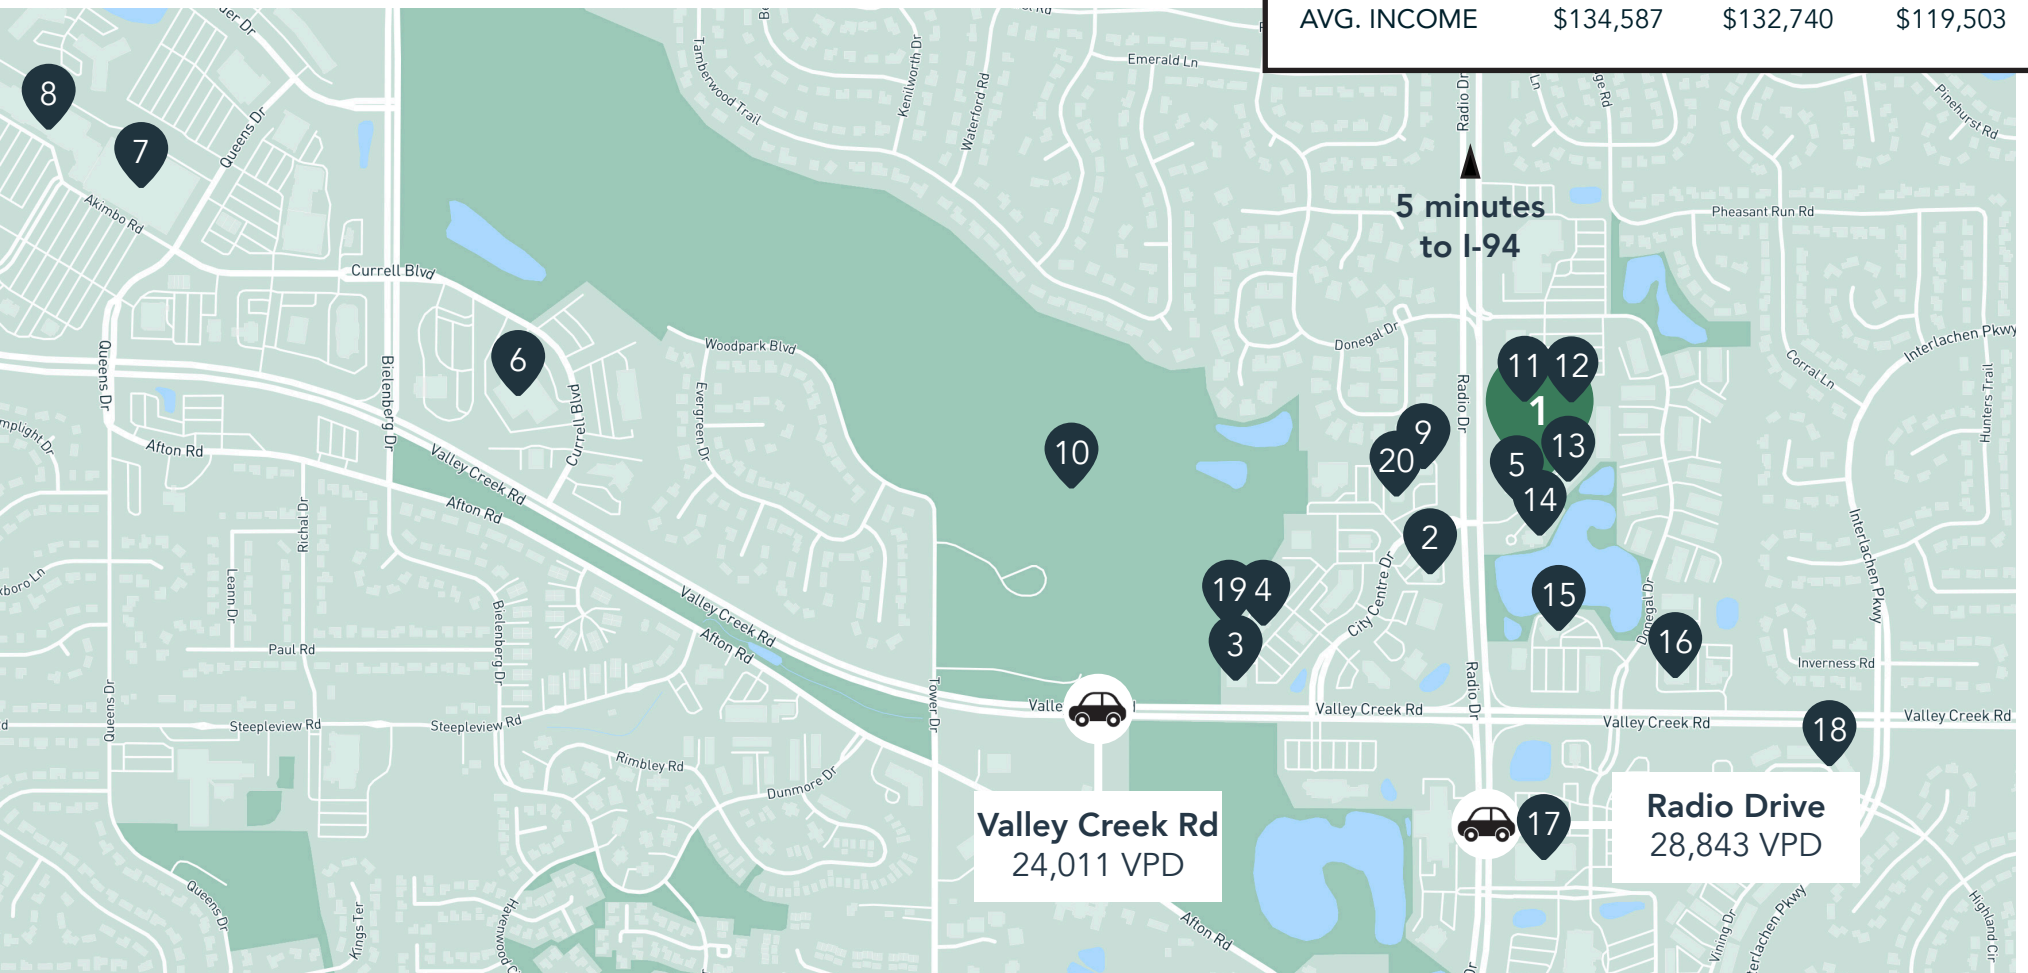 AVG. INCOME $134,587 $132,740 $119,503
Emerald Ln
Tamberwood Trail
Kenilworth Dr
Waterford Rd
Radio Dr
Pinehurst Rd
8
7
Queens Dr
Akimbo Rd
5 minutes
to I-94
Pheasant Run Rd
Currell Blvd
Woodpark Blvd
Donegal Dr
Interlachen Pkwy
Corral Ln
Hunters Trail
6
11
12
1
Queens Dr
Bielenberg Dr
Currell Blvd
Evergreen Dr
Radio Dr
10
9
20
13
5
14
Afton Rd
Valley Creek Rd
Afton Rd
Richal Dr
2
Interlachen Pkwy
Leann Dr
19
4
3
City Centre Dr
15
Donegal Dr
16
Bielenberg Dr
Valley Creek Rd
Afton Rd
Paul Rd
Inverness Rd
Queens Dr
Tower Dr
Radio Dr
Valle
Valley Creek Rd
Valley Creek Rd
Valley Creek Rd
18
Steepleview Rd
Steepleview Rd
Rimbley Rd
Dunmore Dr
Valley Creek Rd
24,011 VPD
17
Radio Drive
28,843 VPD
Queens Dr
Kings Ter
Havenwood C
Afton Rd
Vining Dr
erlachen Pkwy
Highland Cir